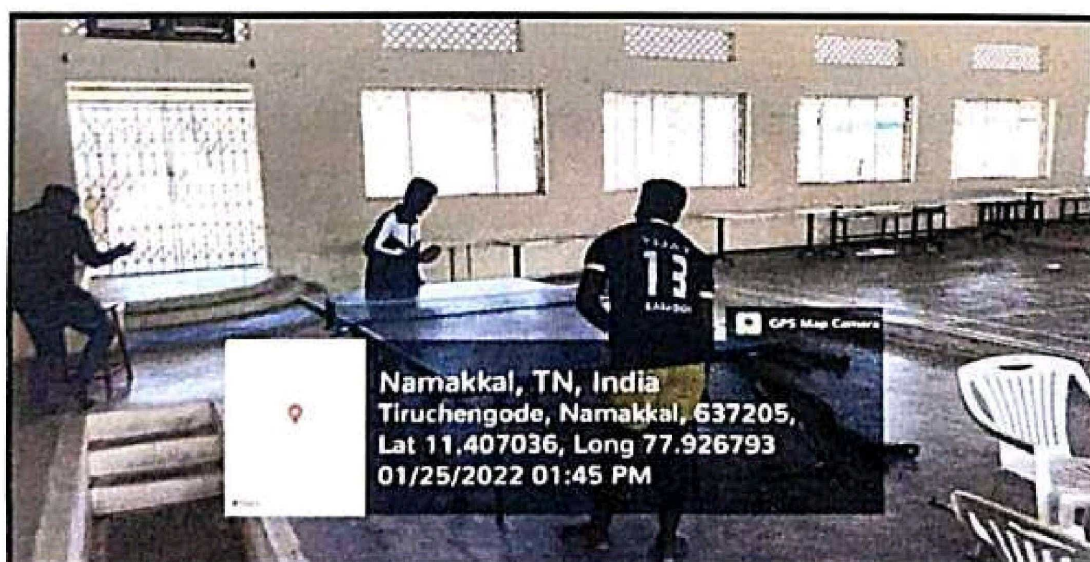 VIJAY
13
GPS Map Camera
Namakkal, TN, India
Tiruchengode, Namakkal, 637205,
Lat 11.407036, Long 77.926793
01/25/2022 01:45 PM